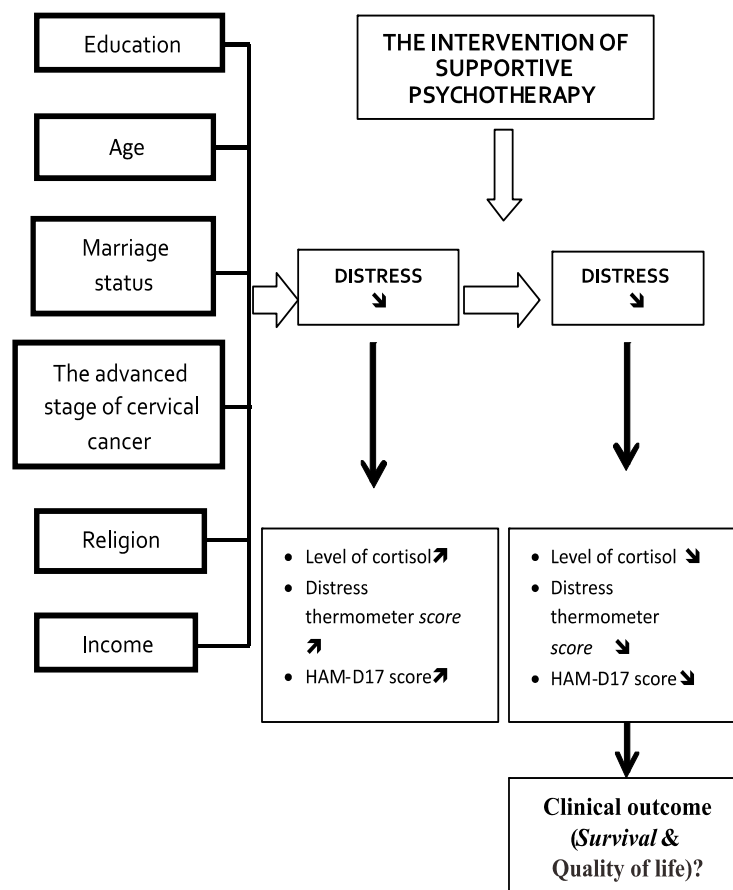 Education
Age
Marriage
status
The advanced
stage of cervical
cancer
Religion
Income
THE INTERVENTION OF
SUPPORTIVE
PSYCHOTHERAPY
DISTRESS
↘
DISTRESS
↘
• Level of cortisol↗
• Distress
thermometer score
↗
• HAM-D17 score↗
• Level of cortisol ↘
• Distress
thermometer
score ↘
• HAM-D17 score↘
Clinical outcome
(Survival &
Quality of life)?